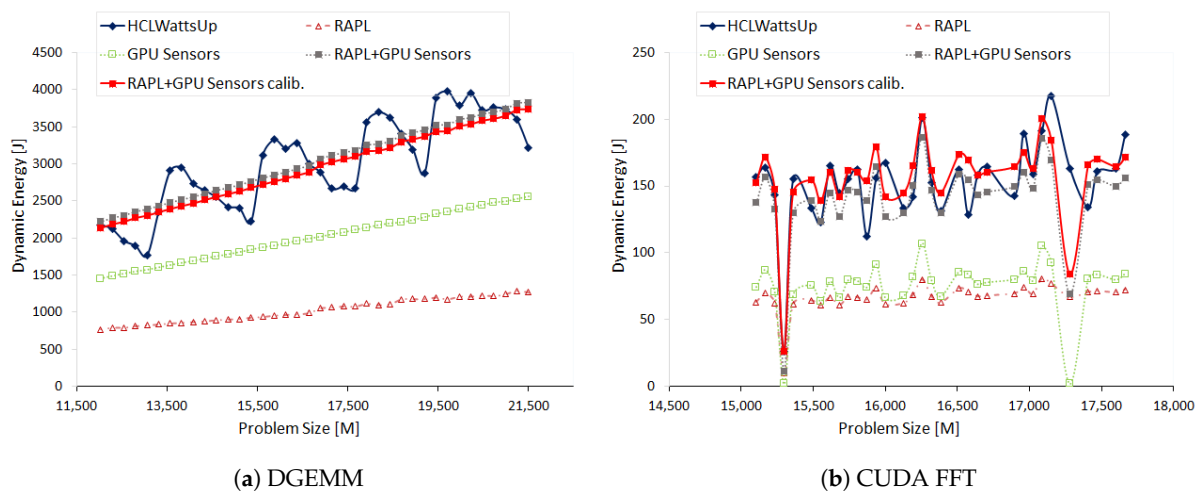 HCLWattsUp
RAPL
GPU Sensors
RAPL+GPU Sensors
RAPL+GPU Sensors calib.
4500
4000
3500
3000
2500
2000
1500
1000
500
0
Dynamic Energy [J]
11,500
13,500
15,500
17,500
19,500
21,500
Problem Size [M]
(a) DGEMM
HCLWattsUp
RAPL
GPU Sensors
RAPL+GPU Sensors
RAPL+GPU Sensors calib.
250
200
150
100
50
0
Dynamic Energy [J]
14,500
15,000
15,500
16,000
16,500
17,000
17,500
18,000
Problem Size [M]
(b) CUDA FFT